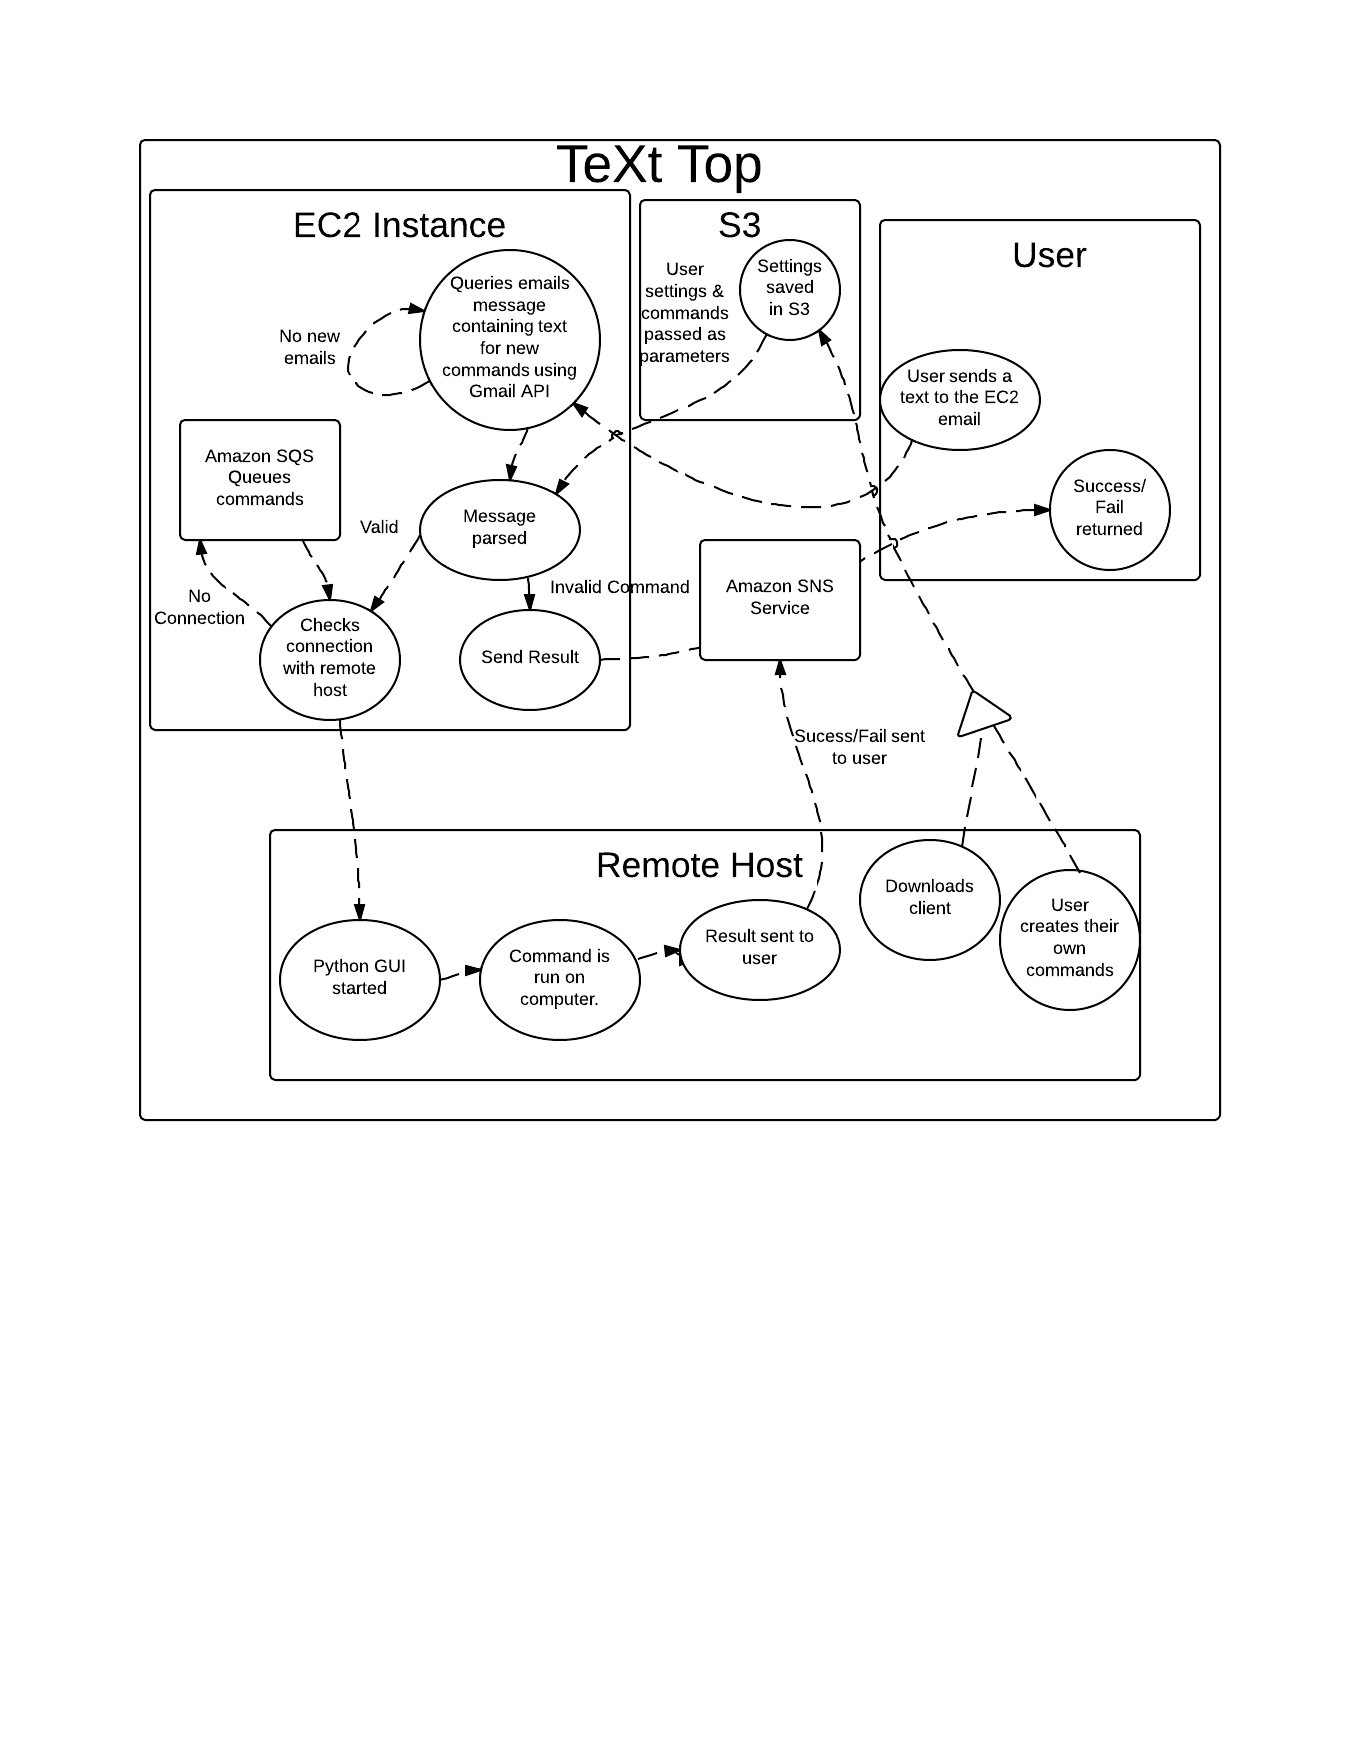 TeXt Top
EC2 Instance
Queries emails
message
containing text
for new
commands using
Gmail API
No new
emails
Amazon SQS
Queues
commands
Valid
Message
parsed
Invalid Command
No
Connection
Checks
connection
with remote
host
Send Result
S3
User
settings &
commands
passed as
parameters
Settings
saved
in S3
User
User sends a
text to the EC2
email
Success/
Fail
returned
Amazon SNS
Service
Sucess/Fail sent
to user
Remote Host
Python GUI
started
Command is
run on
computer.
Result sent to
user
Downloads
client
User
creates their
own
commands